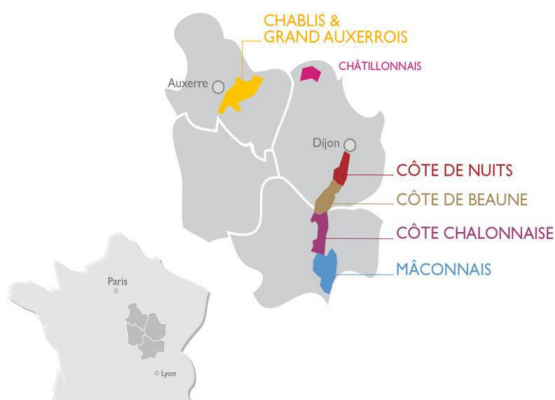 CHABLIS &
GRAND AUXERROIS
CHÂTILLONNAIS
Auxerre
Dijon
CÔTE DE NUITS
CÔTE DE BEAUNE
CÔTE CHALONNAISE
MÂCONNAIS
Paris
Lyon